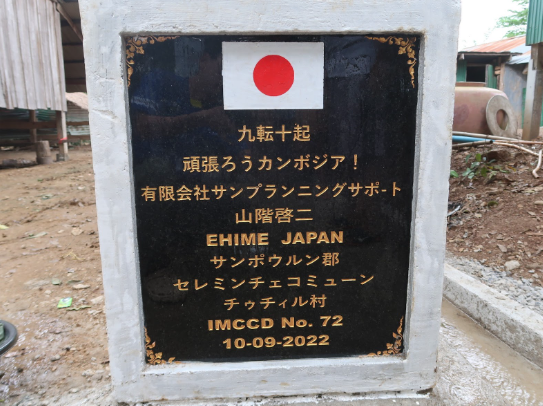 九転十起
頑張ろうカンボジア！
有限会社サンプランニングサポ-ト
山階啓二
EHIME JAPAN
サンポウルン郡
セレミンチェコミューン
チゥチィル村
IMCCD No. 72
10-09-2022